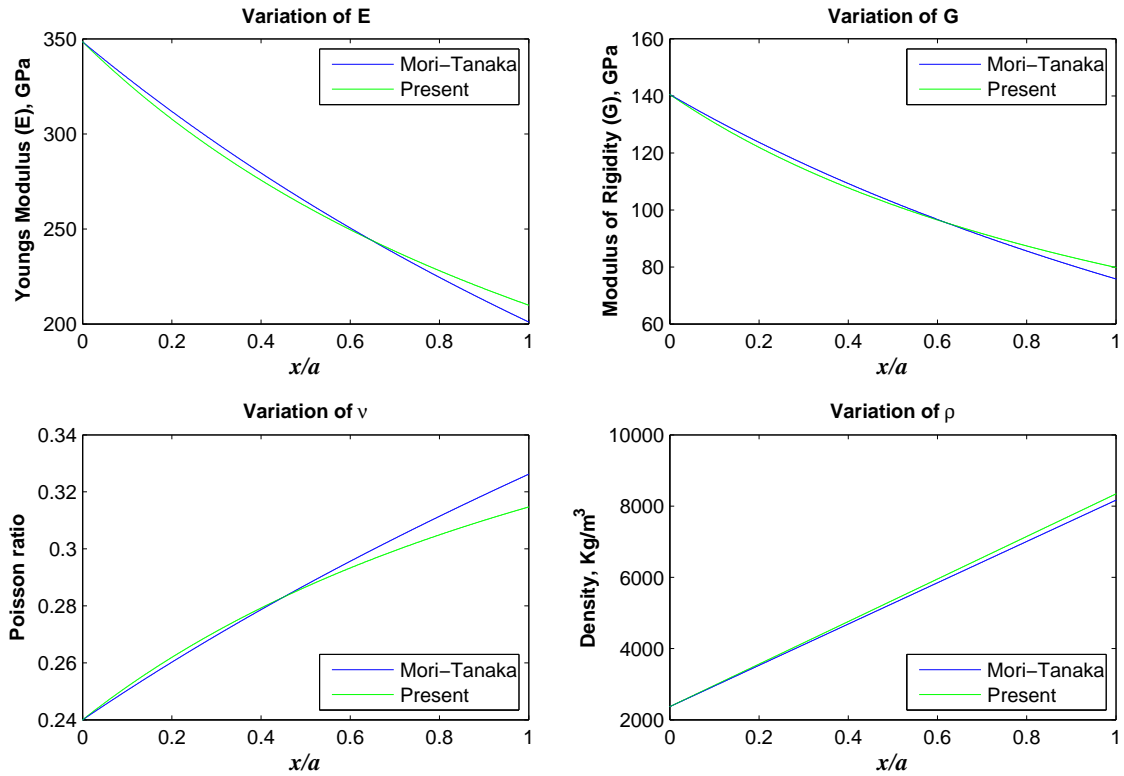 Variation of E
350
300
250
200
Youngs Modulus (E), GPa
Mori−Tanaka
Present
0 0.2 0.4 0.6 0.8 1
x/a
Variation of G
160
140
120
100
80
60
Modulus of Rigidity (G), GPa
Mori−Tanaka
Present
0 0.2 0.4 0.6 0.8 1
x/a
Variation of ν
0.34
0.32
0.3
0.28
0.26
0.24
Poisson ratio
Mori−Tanaka
Present
0 0.2 0.4 0.6 0.8 1
x/a
Variation of ρ
10000
8000
6000
4000
2000
Density, Kg/m³
Mori−Tanaka
Present
0 0.2 0.4 0.6 0.8 1
x/a